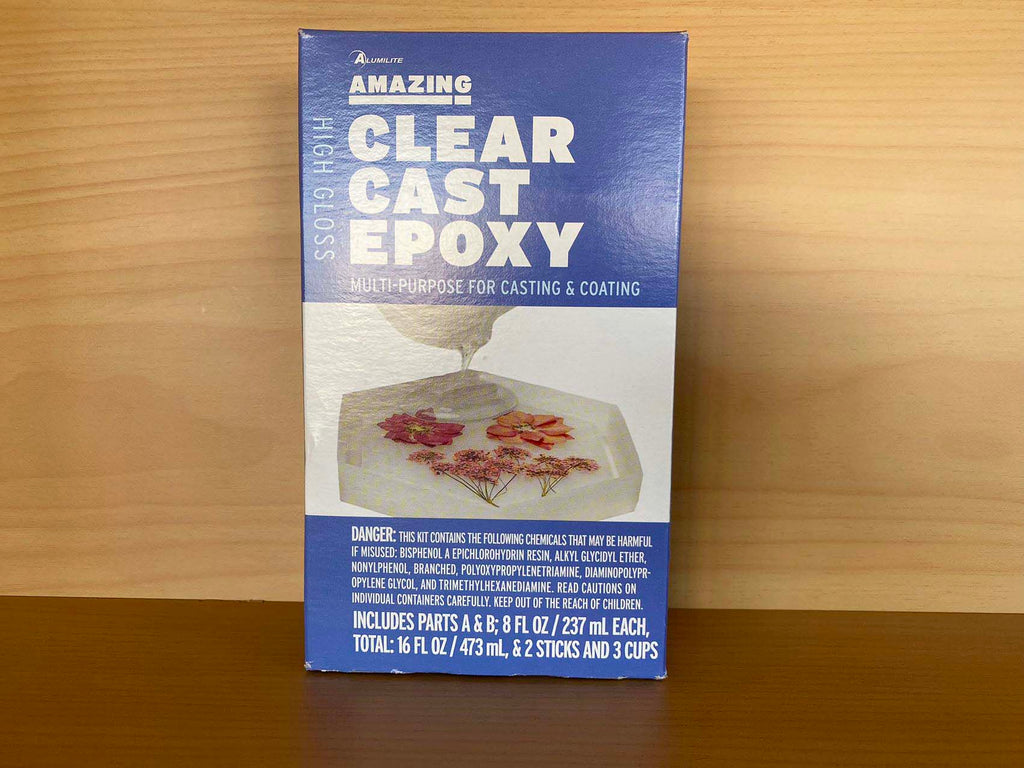 ALUMILITE
AMAZING
CLEAR
CAST
EPOXY
HIGH GLOSS
MULTI-PURPOSE FOR CASTING & COATING
DANGER: THIS KIT CONTAINS THE FOLLOWING CHEMICALS THAT MAY BE HARMFUL
IF MISUSED; BISPHENOL A EPICHLOROHYDRIN RESIN, ALKYL GLYCIDYL ETHER,
NONYLPHENOL, BRANCHED, POLYOXYPROPYLENETRIAMINE, DIAMINOPOLYPR-
OPYLENE GLYCOL, AND TRIMETHYLHEXANEDIAMINE. READ CAUTIONS ON
INDIVIDUAL CONTAINERS CAREFULLY. KEEP OUT OF THE REACH OF CHILDREN.
INCLUDES PARTS A & B; 8 FL OZ / 237 mL EACH,
TOTAL: 16 FL OZ / 473 mL, & 2 STICKS AND 3 CUPS